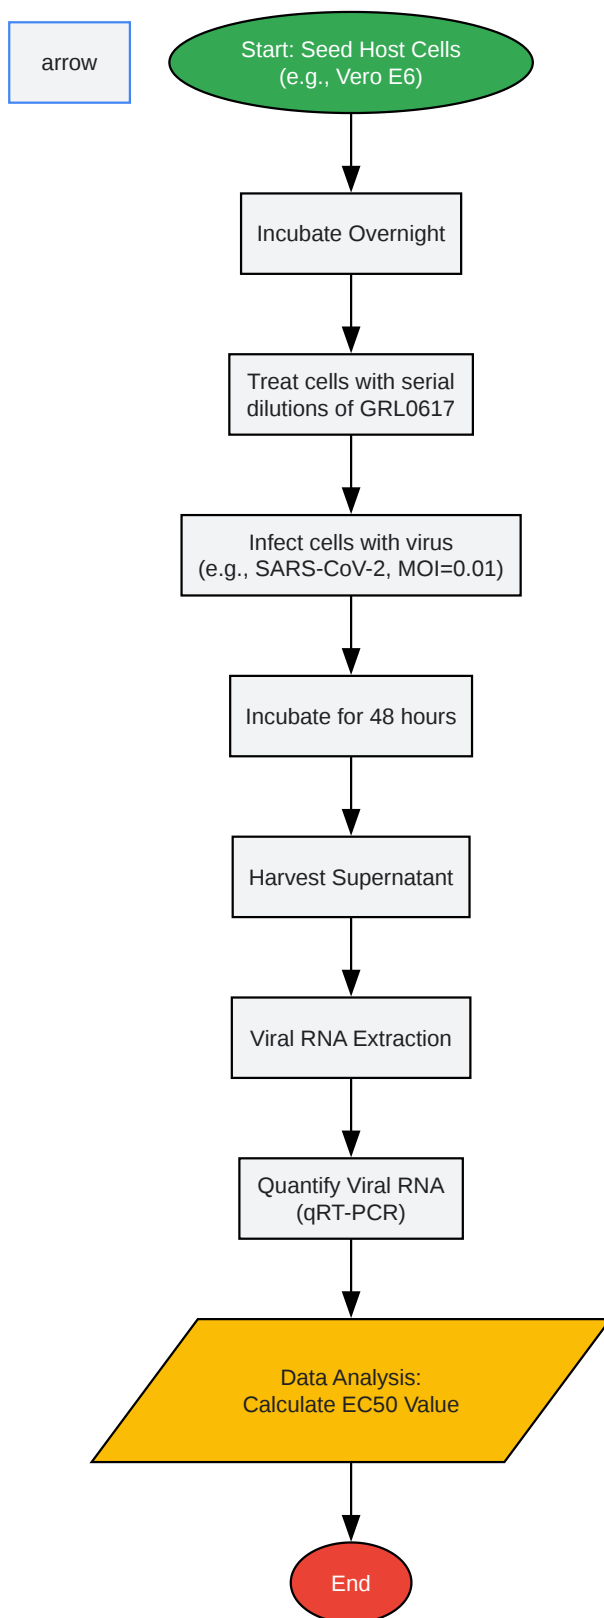 arrow
Start: Seed Host Cells
(e.g., Vero E6)
Incubate Overnight
Treat cells with serial
dilutions of GRL0617
Infect cells with virus
(e.g., SARS-CoV-2, MOI=0.01)
Incubate for 48 hours
Harvest Supernatant
Viral RNA Extraction
Quantify Viral RNA
(qRT-PCR)
Data Analysis:
Calculate EC50 Value
End